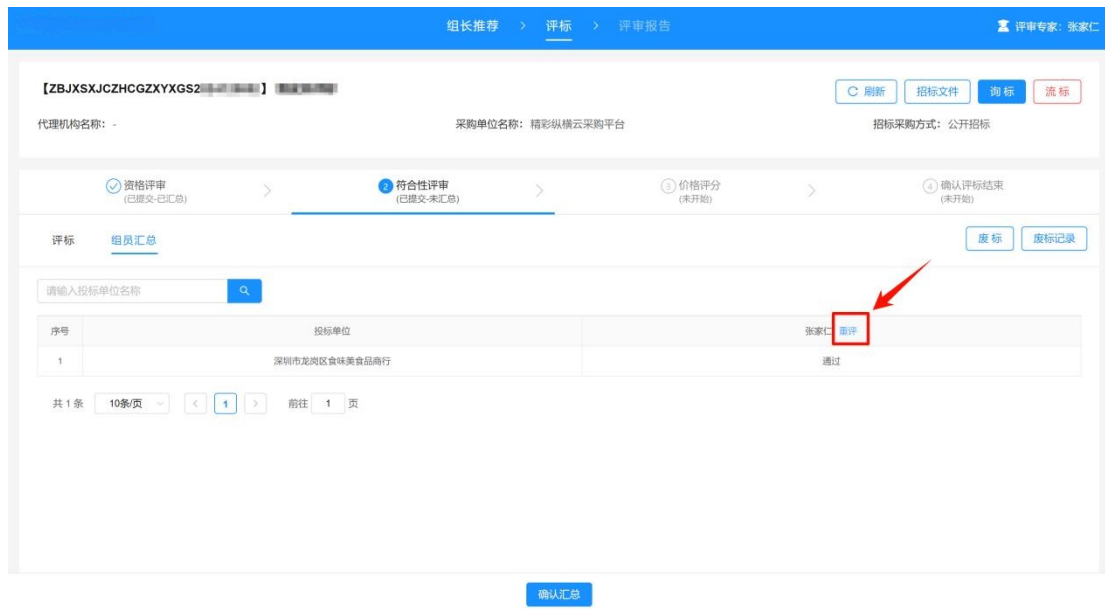 组长推荐 > 评标 > 评审报告 评审专家：张家仁
【ZBJXSXJCZHCGZXYXGS2 】
刷新 招标文件 询标 流标
代理机构名称： - 采购单位名称：精彩纵横云采购平台 招标采购方式：公开招标
资格评审 > 2 符合性评审 > 3 价格评分 > 4 确认评标结束
(已提交-已汇总) (已提交-未汇总) (未开始) (未开始)
评标 组员汇总 废标 废标记录
请输入投标单位名称
序号 投标单位 张家仁 重评
1 深圳市龙岗区食味美食品商行 通过
共 1 条 10条/页 < 1 > 前往 1 页
确认汇总